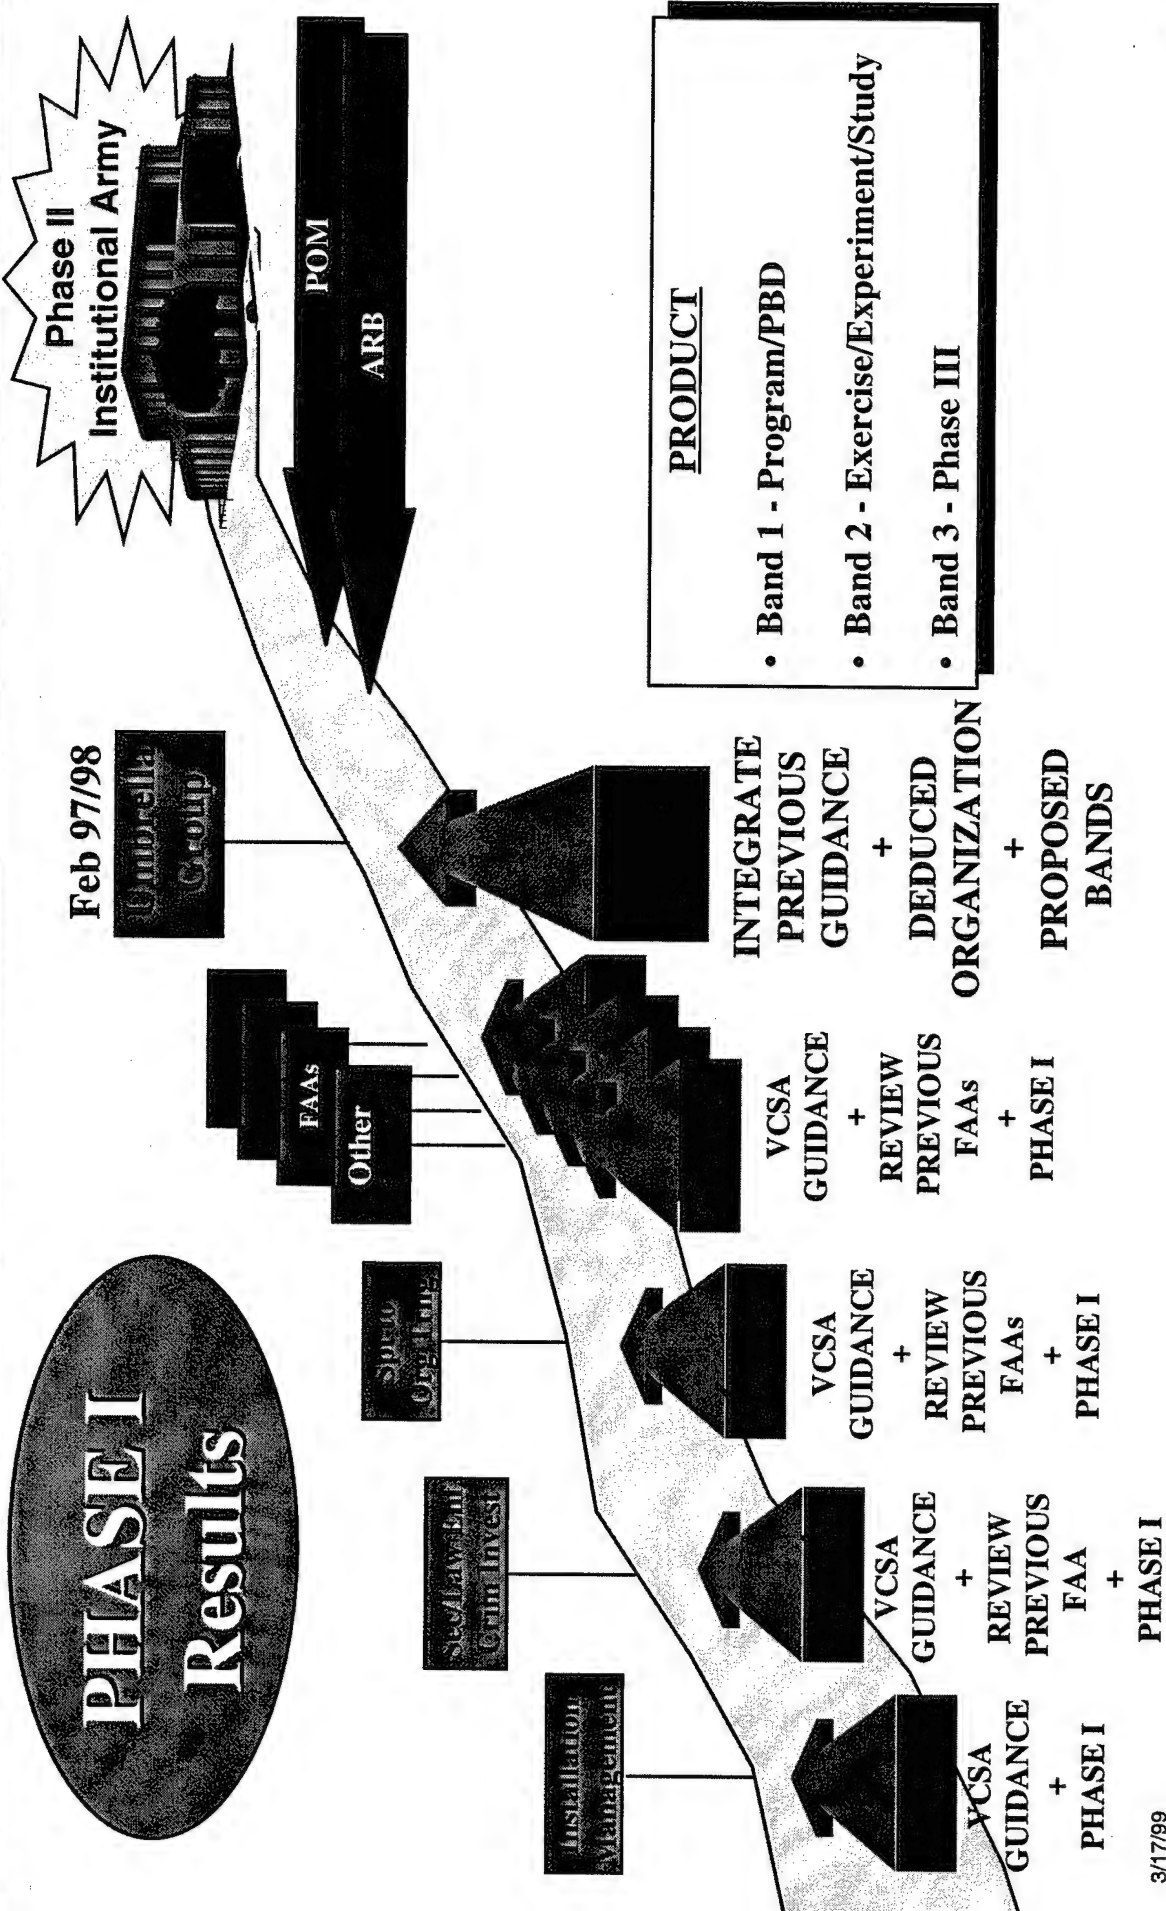 PHASE I
Results
Phase II
Institutional Army
Feb 97/98
Umbrella
Group
FAAs
Other
Org Trng
Sec/Law Enf
Crim Invest
Installation
Management
POM
ARB
VCSA
GUIDANCE
+
PHASE I
VCSA
GUIDANCE
+
REVIEW
PREVIOUS
FAA
+
PHASE I
VCSA
GUIDANCE
+
REVIEW
PREVIOUS
FAAs
+
PHASE I
VCSA
GUIDANCE
+
REVIEW
PREVIOUS
FAAs
+
PHASE I
INTEGRATE
PREVIOUS
GUIDANCE
+
DEDUCED
ORGANIZATION
+
PROPOSED
BANDS
PRODUCT
• Band 1 - Program/PBD
• Band 2 - Exercise/Experiment/Study
• Band 3 - Phase III
3/17/99